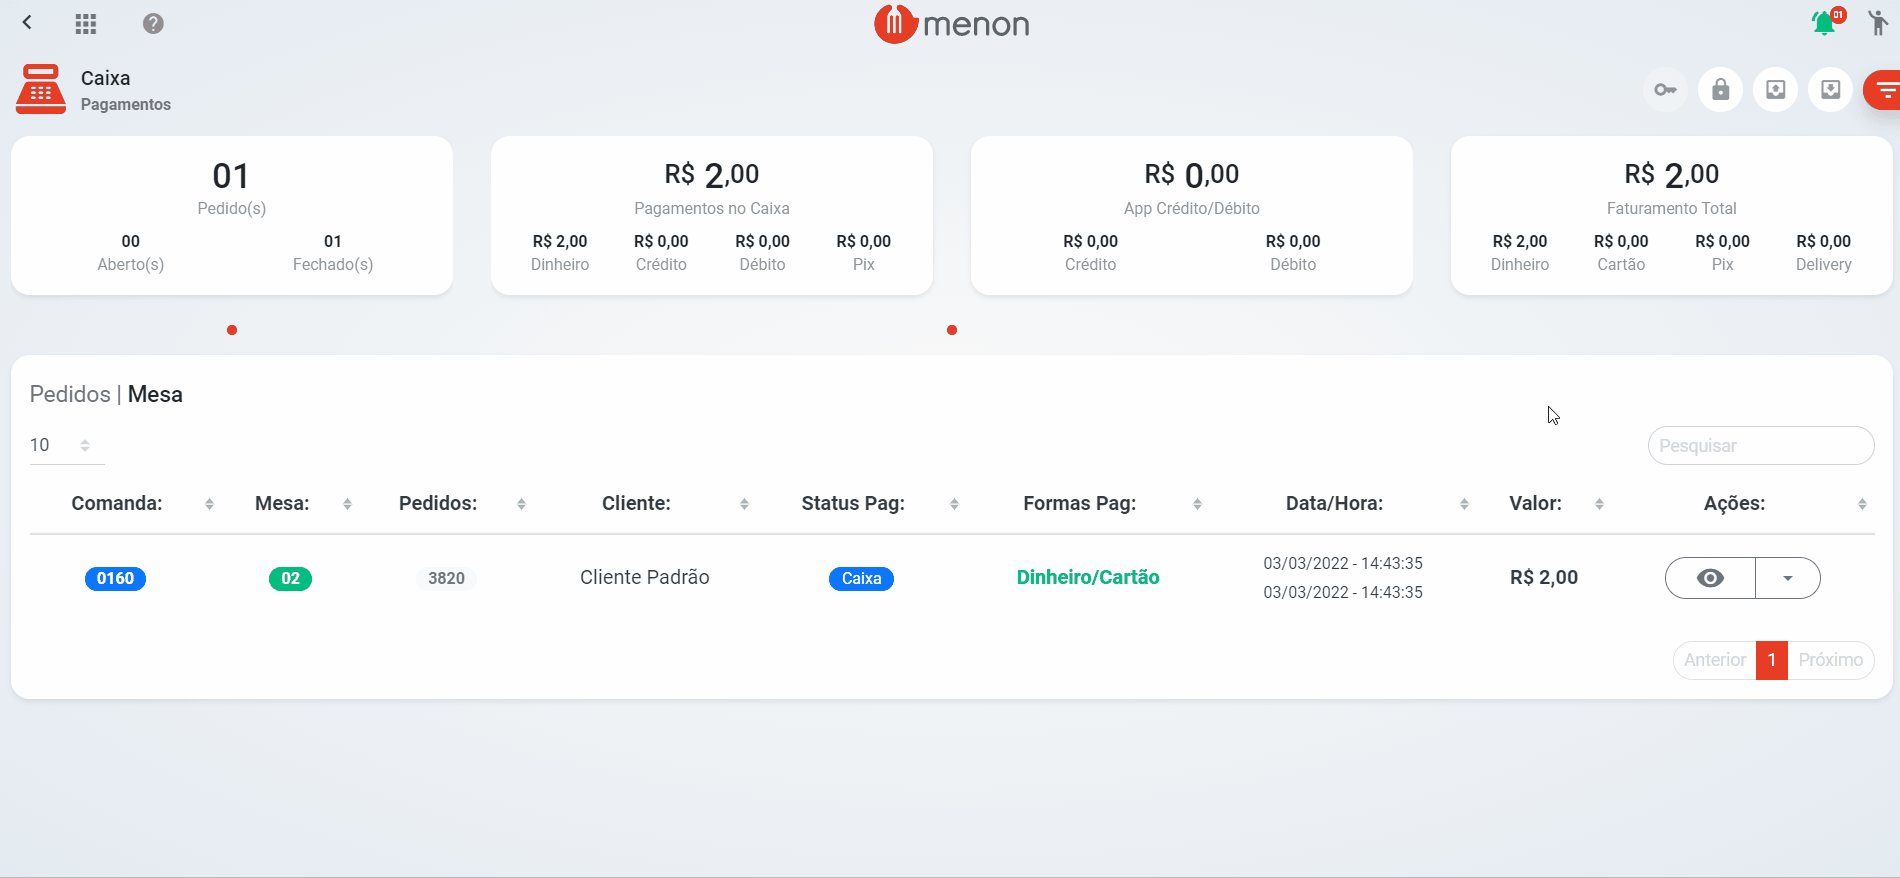 menon
01
Caixa
Pagamentos
01
Pedido(s)
00 01
Aberto(s) Fechado(s)
R$ 2,00
Pagamentos no Caixa
R$ 2,00 R$ 0,00 R$ 0,00 R$ 0,00
Dinheiro Crédito Débito Pix
R$ 0,00
App Crédito/Débito
R$ 0,00 R$ 0,00
Crédito Débito
R$ 2,00
Faturamento Total
R$ 2,00 R$ 0,00 R$ 0,00 R$ 0,00
Dinheiro Cartão Pix Delivery
Pedidos | Mesa
10
Pesquisar
Comanda: Mesa: Pedidos: Cliente: Status Pag: Formas Pag: Data/Hora: Valor: Ações:
0160 02 3820 Cliente Padrão Caixa Dinheiro/Cartão 03/03/2022 - 14:43:35 R$ 2,00
03/03/2022 - 14:43:35
Anterior 1 Próximo